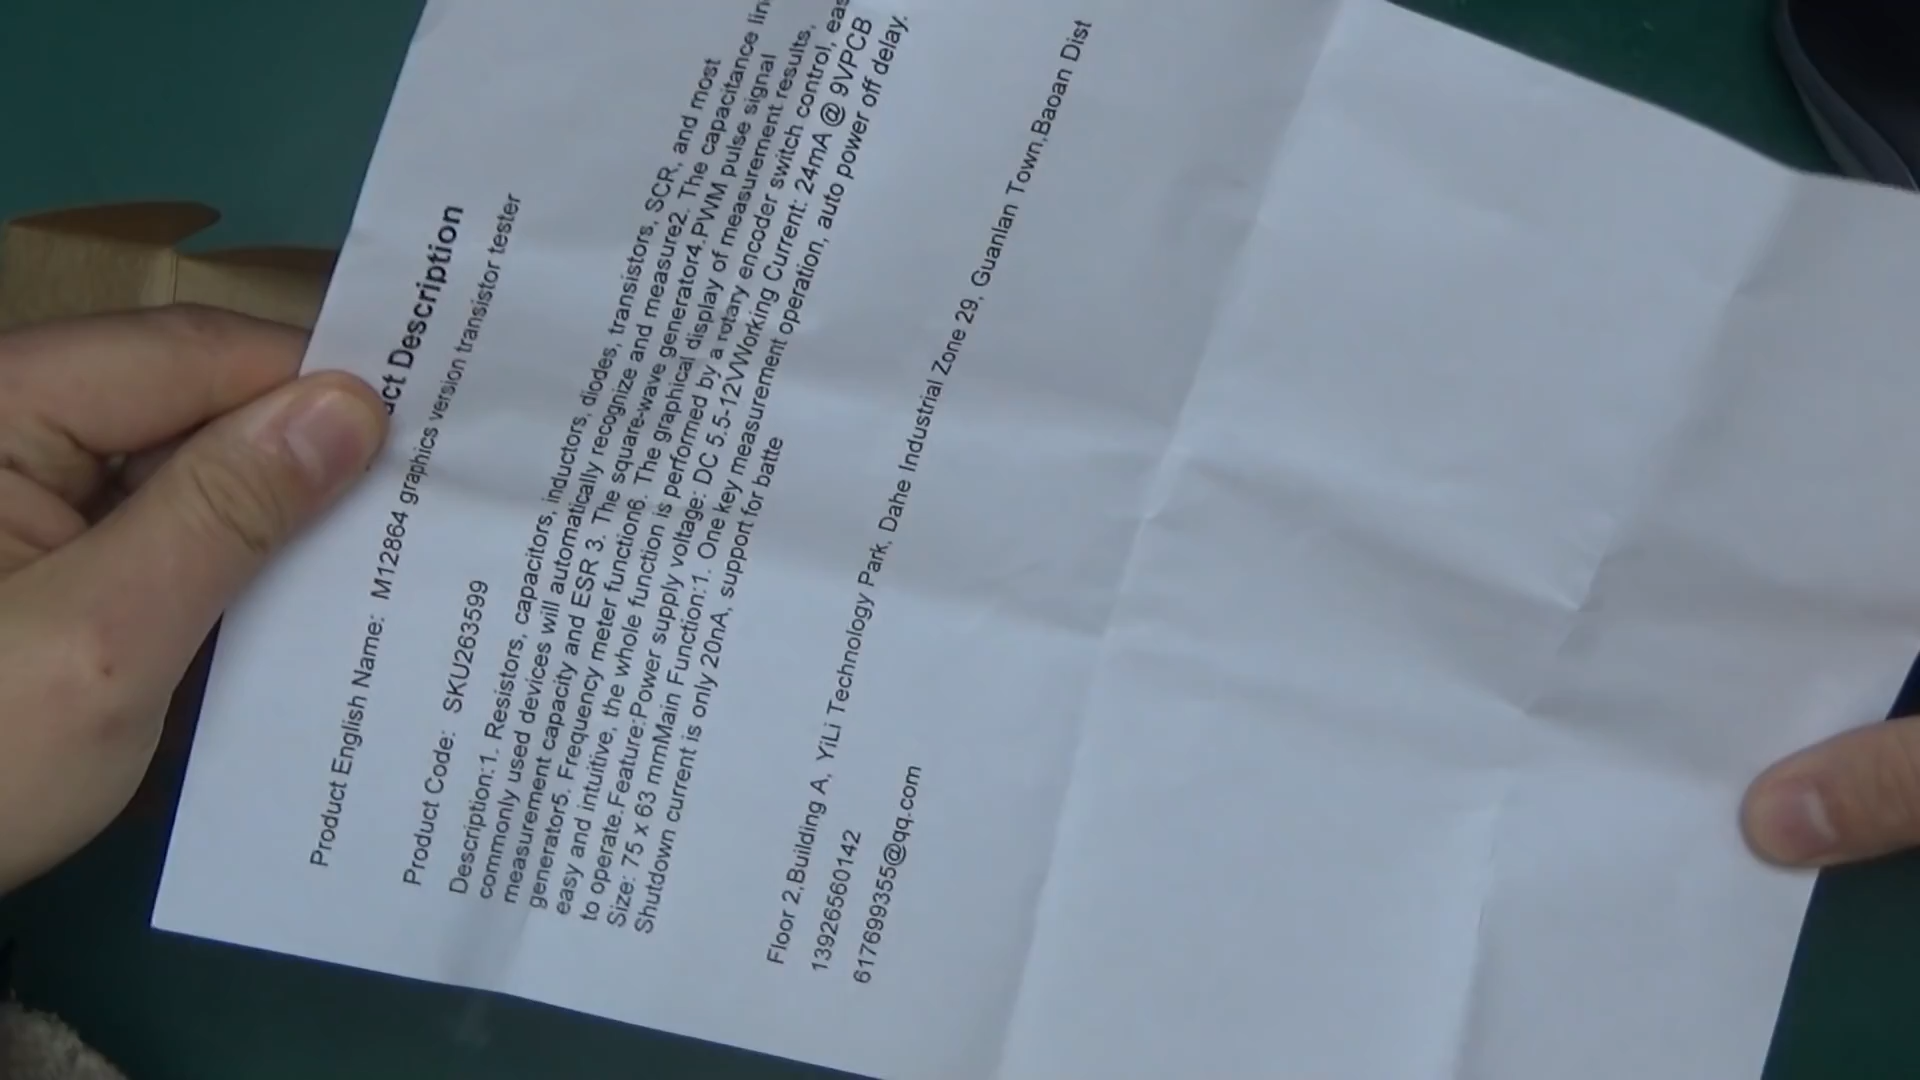 uct Description
Product English Name: M12864 graphics version transistor tester
Product Code: SKU263599
Description:1. Resistors, capacitors, inductors, diodes, transistors, SCR, and most
commonly used devices will automatically recognize and measure2. The capacitance
measurement capacity and ESR 3. The square-wave generator4.PWM pulse signal
generator5. Frequency meter function6. The graphical display of measurement results,
easy and intuitive, the whole function is performed by a rotary encoder switch control,
to operate.Feature:Power supply voltage: DC 5.5-12VWorking Current: 24mA @ 9VPCB
Size: 75 x 63 mmMain Function:1. One key measurement operation, auto power off delay.
Shutdown current is only 20nA, support for batte
Floor 2,Building A, YiLi Technology Park, Dahe Industrial Zone 29, Guanlan Town,Baoan Dist
13926560142
617699355@qq.com